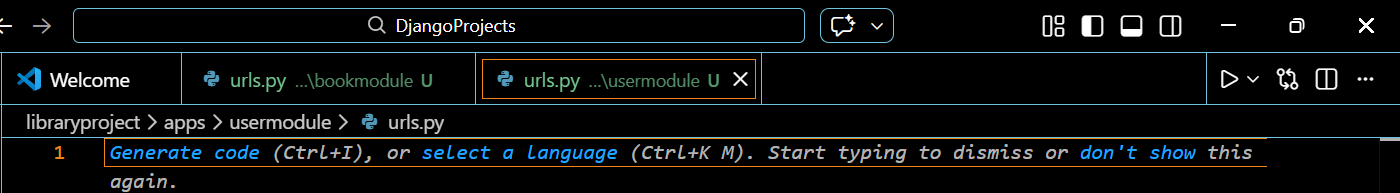 DjangoProjects
Welcome urls.py ...\bookmodule U urls.py ...\usermodule U
libraryproject > apps > usermodule > urls.py
1 Generate code (Ctrl+I), or select a language (Ctrl+K M). Start typing to dismiss or don't show this
again.